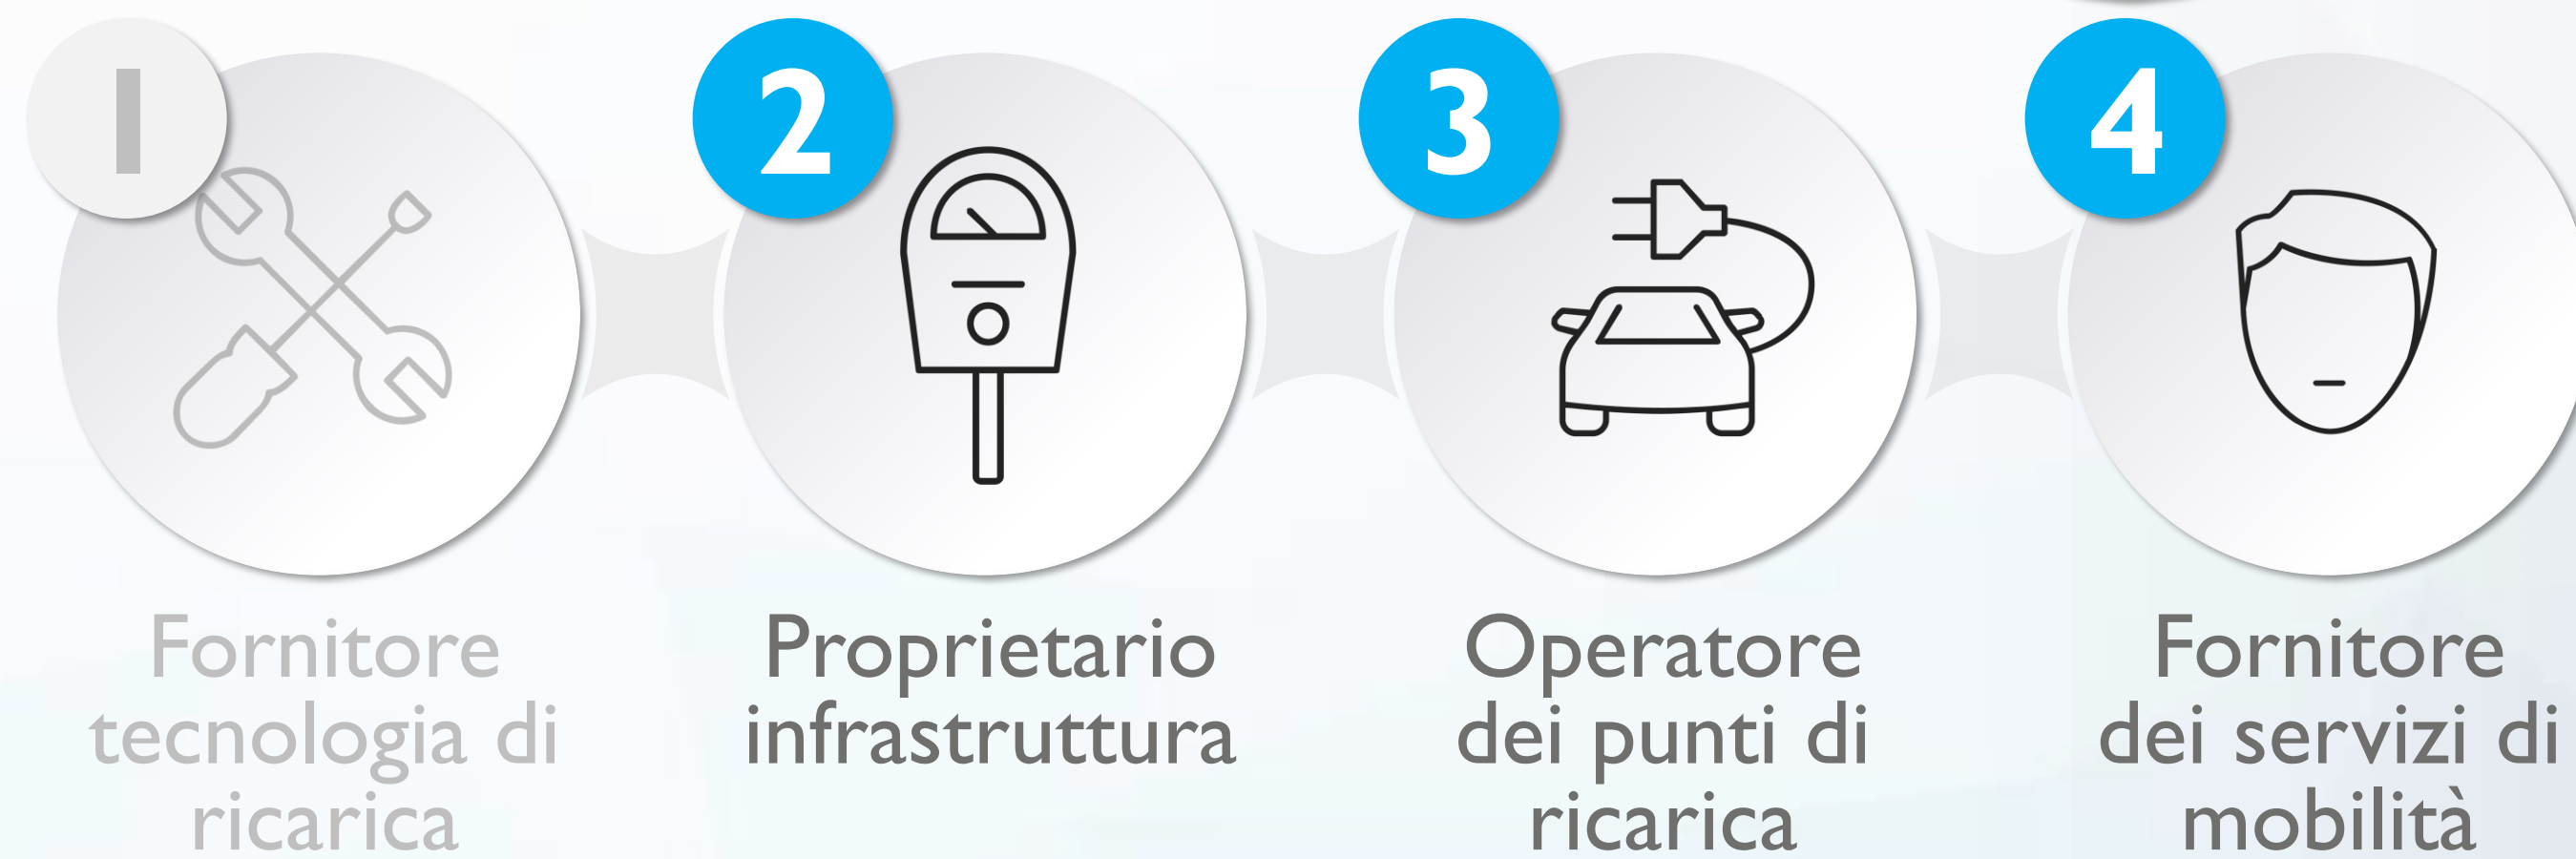 1
2
3
4
Fornitore
tecnologia di
ricarica
Proprietario
infrastruttura
Operatore
dei punti di
ricarica
Fornitore
dei servizi di
mobilità